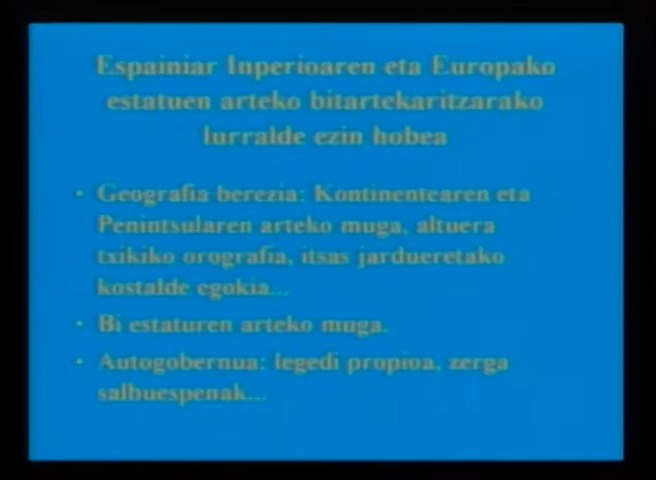 Espainiar Inperioaren eta Europako
estatuen arteko bitartekaritzarako
lurralde ezin hobea
• Geografia berezia: Kontinentearen eta
Penintsularen arteko muga, altuera
txikiko orografia, itsas jardueretako
kostalde egokia...
• Bi estaturen arteko muga.
• Autogobernua: legedi propioa, zerga
salbuespenak...